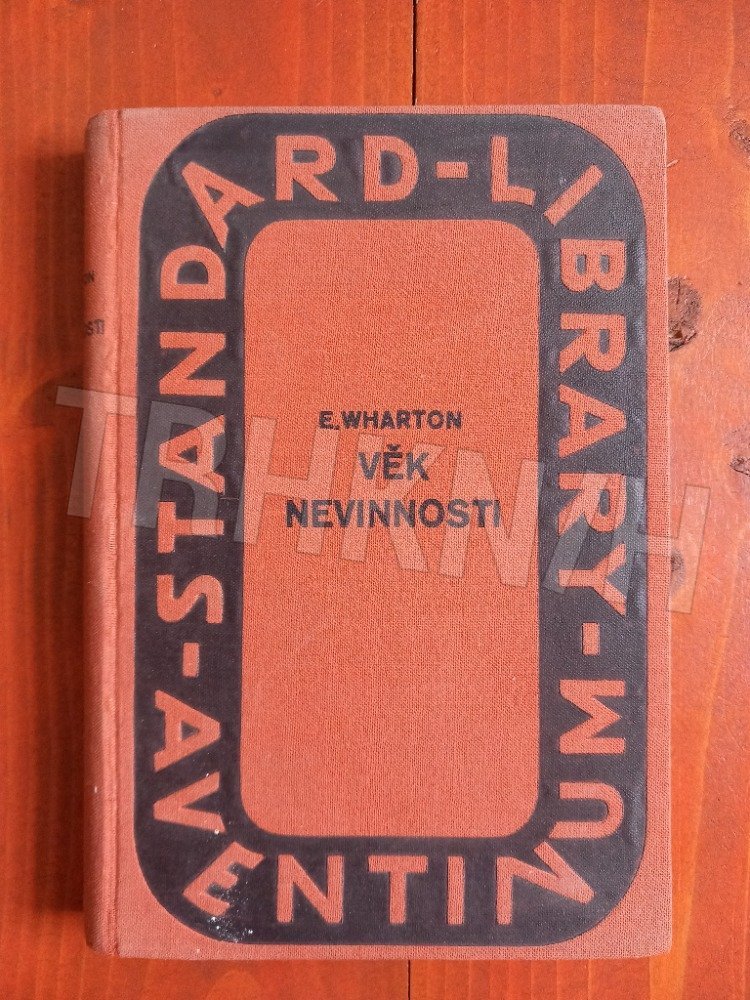 STANDARD-LIBRARY-AVENTINUM-
E. WHARTON
VĚK
NEVINNOSTI
TRHKNIH